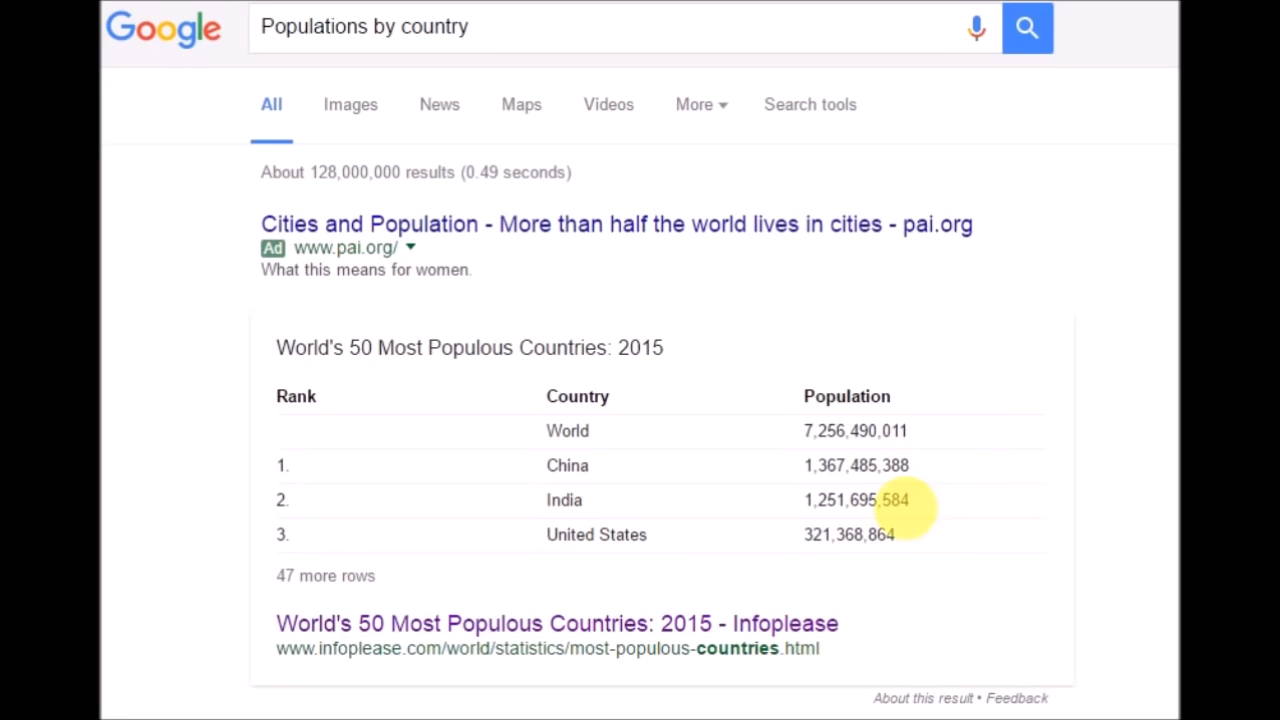 Google
Populations by country
All Images News Maps Videos More Search tools
About 128,000,000 results (0.49 seconds)
Cities and Population - More than half the world lives in cities - pai.org
Ad www.pai.org/
What this means for women.
World's 50 Most Populous Countries: 2015
Rank Country Population
World 7,256,490,011
1. China 1,367,485,388
2. India 1,251,695,584
3. United States 321,368,864
47 more rows
World's 50 Most Populous Countries: 2015 - Infoplease
www.infoplease.com/world/statistics/most-populous-countries.html
About this result • Feedback